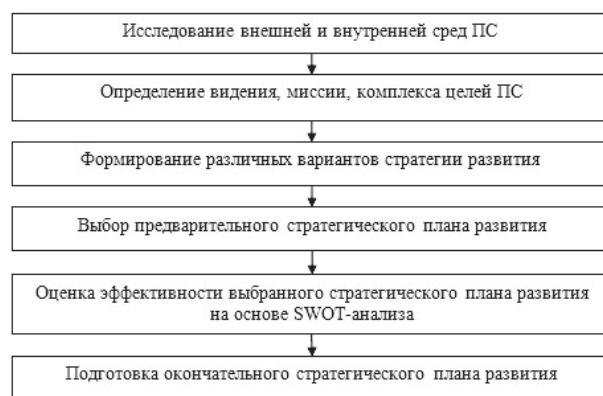 Исследование внешней и внутренней сред ПС
Определение видения, миссии, комплекса целей ПС
Формирование различных вариантов стратегии развития
Выбор предварительного стратегического плана развития
Оценка эффективности выбранного стратегического плана развития
на основе SWOT-анализа
Подготовка окончательного стратегического плана развития